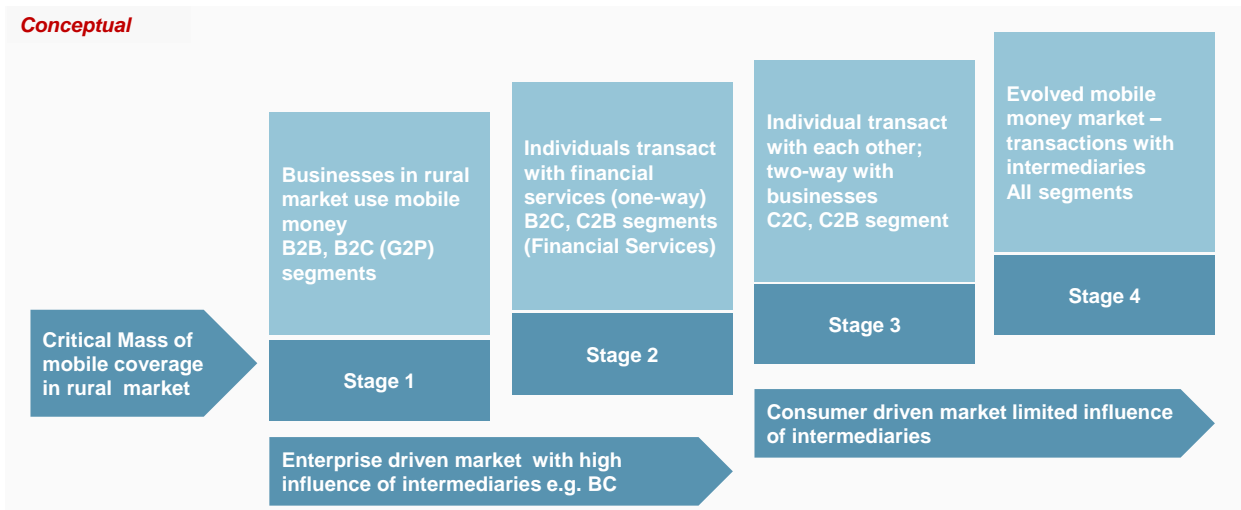 Conceptual
Critical Mass of
mobile coverage
in rural market
Businesses in rural
market use mobile
money
B2B, B2C (G2P)
segments
Stage 1
Individuals transact
with financial
services (one-way)
B2C, C2B segments
(Financial Services)
Stage 2
Individual transact
with each other;
two-way with
businesses
C2C, C2B segment
Stage 3
Evolved mobile
money market –
transactions with
intermediaries
All segments
Stage 4
Enterprise driven market with high
influence of intermediaries e.g. BC
Consumer driven market limited influence
of intermediaries